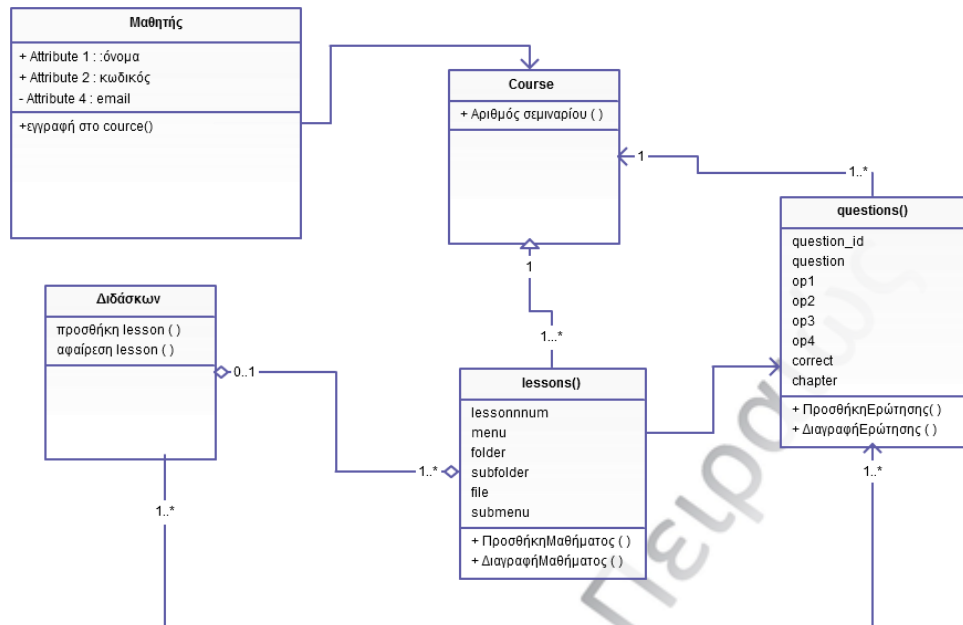 Μαθητής
+ Attribute 1 : :όνομα
+ Attribute 2 : κωδικός
- Attribute 4 : email
+εγγραφή στο cource()
Course
+ Αριθμός σεμιναρίου ( )
1
1..*
questions()
question_id
question
op1
op2
op3
op4
correct
chapter
+ ΠροσθήκηΕρώτησης( )
+ ΔιαγραφήΕρώτησης ( )
1
1...*
Διδάσκων
προσθήκη lesson ( )
αφαίρεση lesson ( )
0..1
1..*
lessons()
lessonnnum
menu
folder
subfolder
file
submenu
+ ΠροσθήκηΜαθήματος ( )
+ ΔιαγραφήΜαθήματος ( )
1..*
1..*